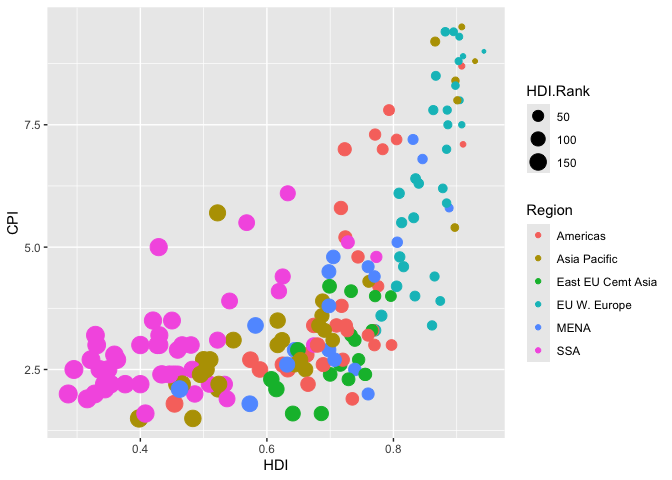 7.5
5.0
2.5
CPI
0.4 0.6 0.8
HDI
HDI.Rank
50
100
150
Region
Americas
Asia Pacific
East EU Cemt Asia
EU W. Europe
MENA
SSA